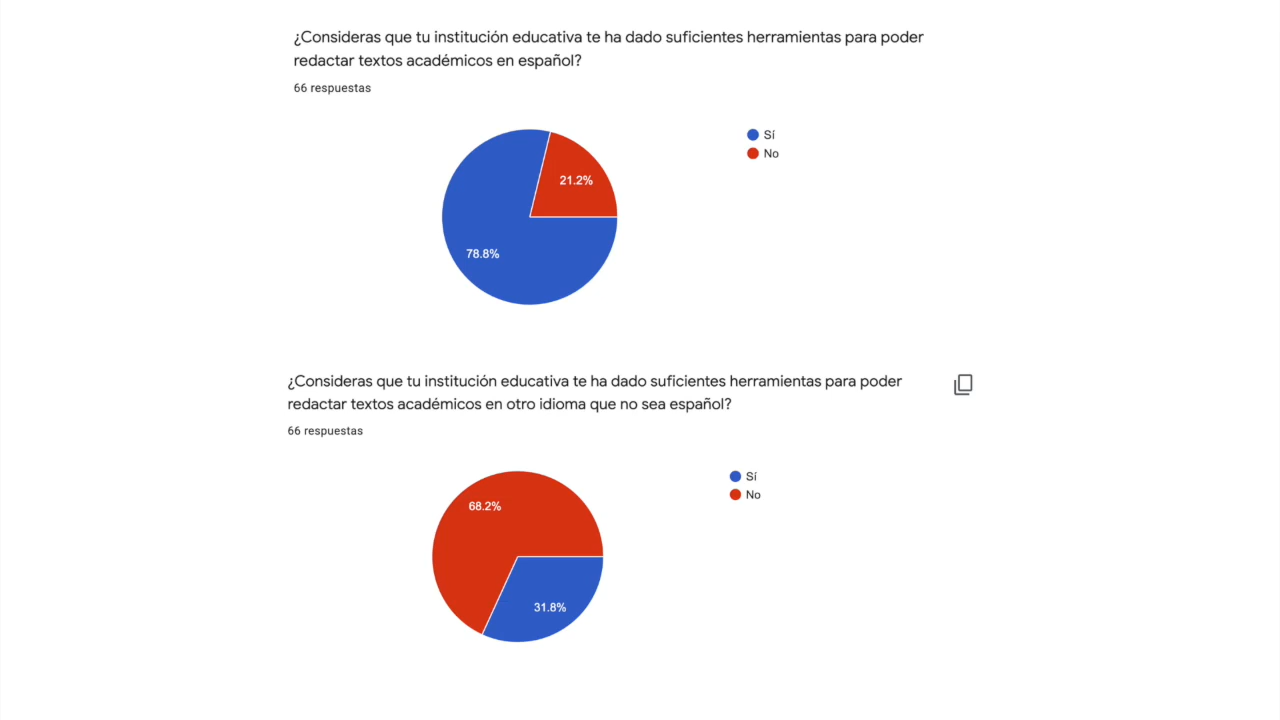 ¿Consideras que tu institución educativa te ha dado suficientes herramientas para poder
redactar textos académicos en español?
66 respuestas
Sí
No
21.2%
78.8%
¿Consideras que tu institución educativa te ha dado suficientes herramientas para poder
redactar textos académicos en otro idioma que no sea español?
66 respuestas
Sí
No
68.2%
31.8%